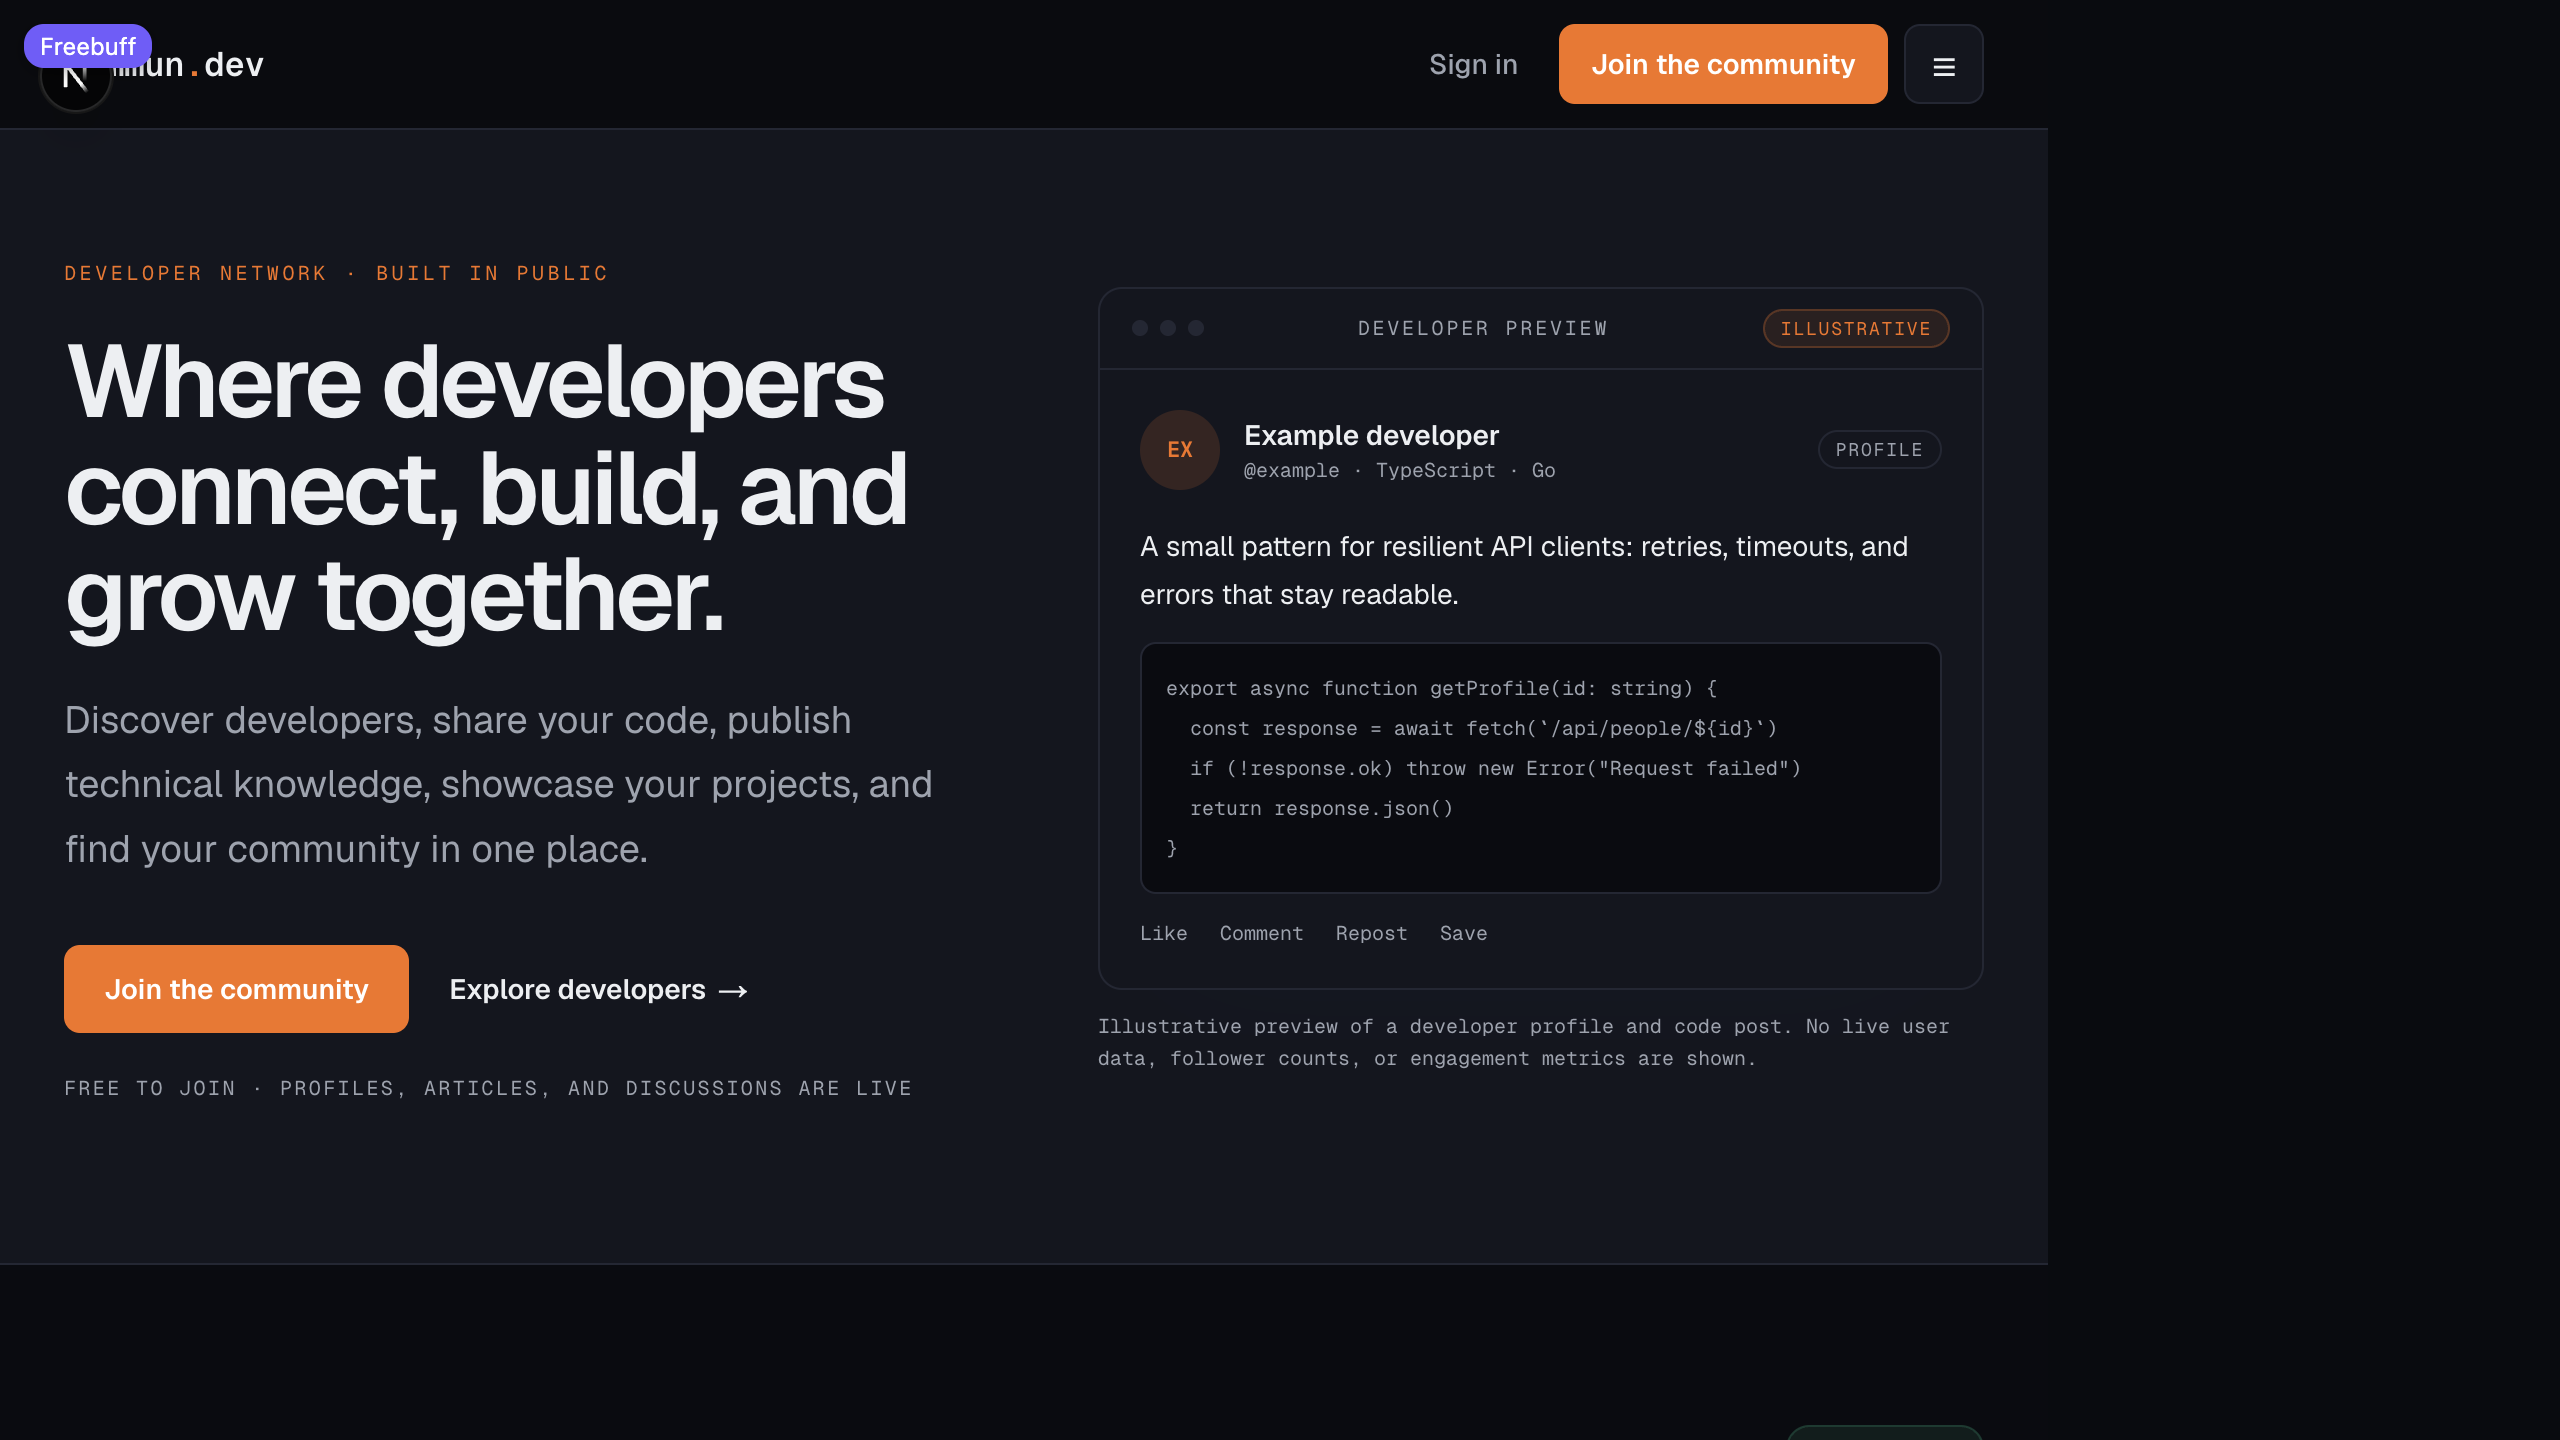 Freebuff
.dev
Sign in
Join the community
DEVELOPER NETWORK · BUILT IN PUBLIC
Where developers
connect, build, and
grow together.
Discover developers, share your code, publish
technical knowledge, showcase your projects, and
find your community in one place.
Join the community
Explore developers →
FREE TO JOIN · PROFILES, ARTICLES, AND DISCUSSIONS ARE LIVE
DEVELOPER PREVIEW
ILLUSTRATIVE
EX
Example developer
@example · TypeScript · Go
PROFILE
A small pattern for resilient API clients: retries, timeouts, and
errors that stay readable.
export async function getProfile(id: string) {
  const response = await fetch(`/api/people/${id}`)
  if (!response.ok) throw new Error("Request failed")
  return response.json()
}
Like Comment Repost Save
Illustrative preview of a developer profile and code post. No live user
data, follower counts, or engagement metrics are shown.